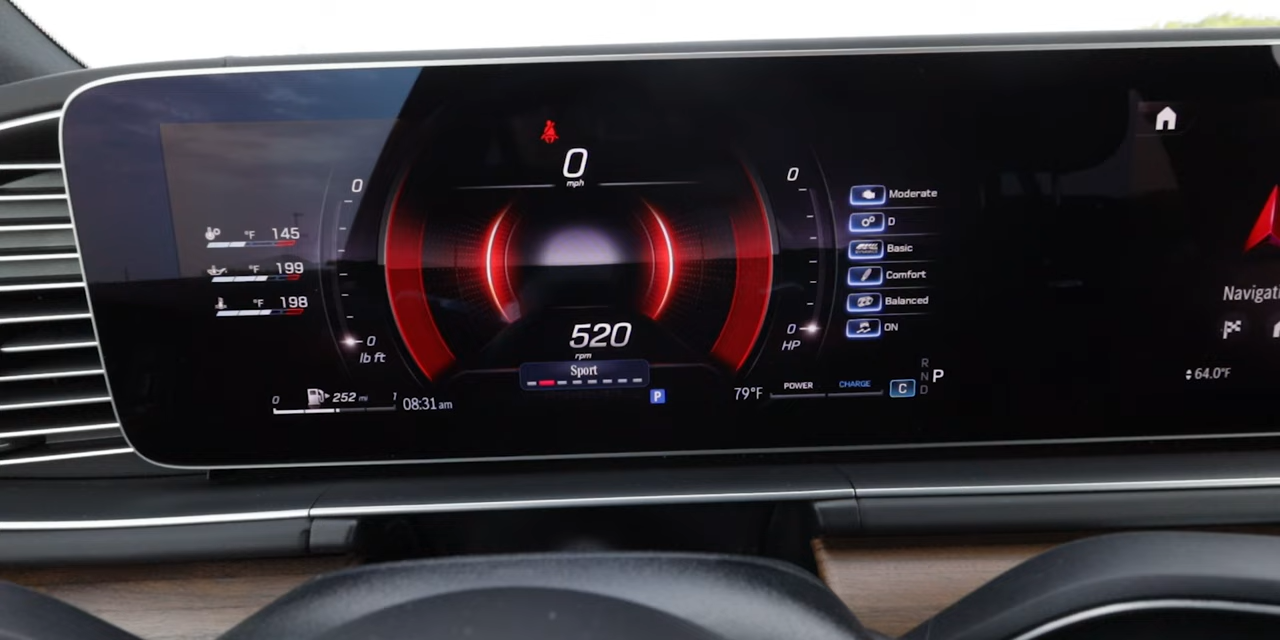 0
mph
0
0
°F 145
°F 199
°F 198
0
lb ft
0
HP
Moderate
D
Basic
Comfort
Balanced
ON
520
rpm
Sport
0 252 mi 1
08:31 am
P
79°F
POWER CHARGE
C
R
N
D
P
Navigati
64.0°F